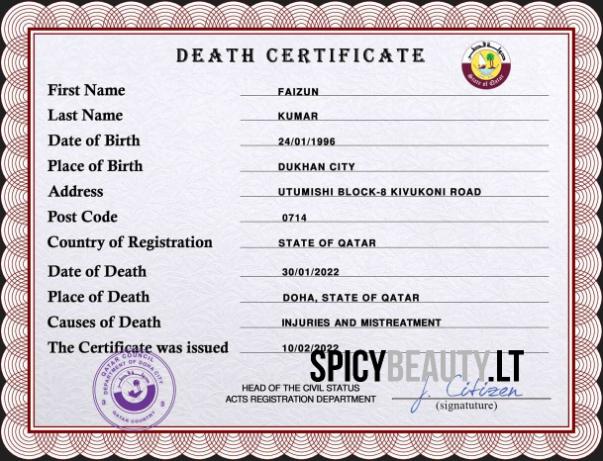 DEATH CERTIFICATE
State of Qatar
First Name FAIZUN
Last Name KUMAR
Date of Birth 24/01/1996
Place of Birth DUKHAN CITY
Address UTUMISHI BLOCK-8 KIVUKONI ROAD
Post Code 0714
Country of Registration STATE OF QATAR
Date of Death 30/01/2022
Place of Death DOHA, STATE OF QATAR
Causes of Death INJURIES AND MISTREATMENT
The Certificate was issued 10/02/2022
SPICYBEAUTY.LT
QATAR COUNCIL
DEPARTMENT OF DOHA CITY
QATAR COUNTRY
HEAD OF THE CIVIL STATUS
ACTS REGISTRATION DEPARTMENT
J. Citizen
(signatuture)